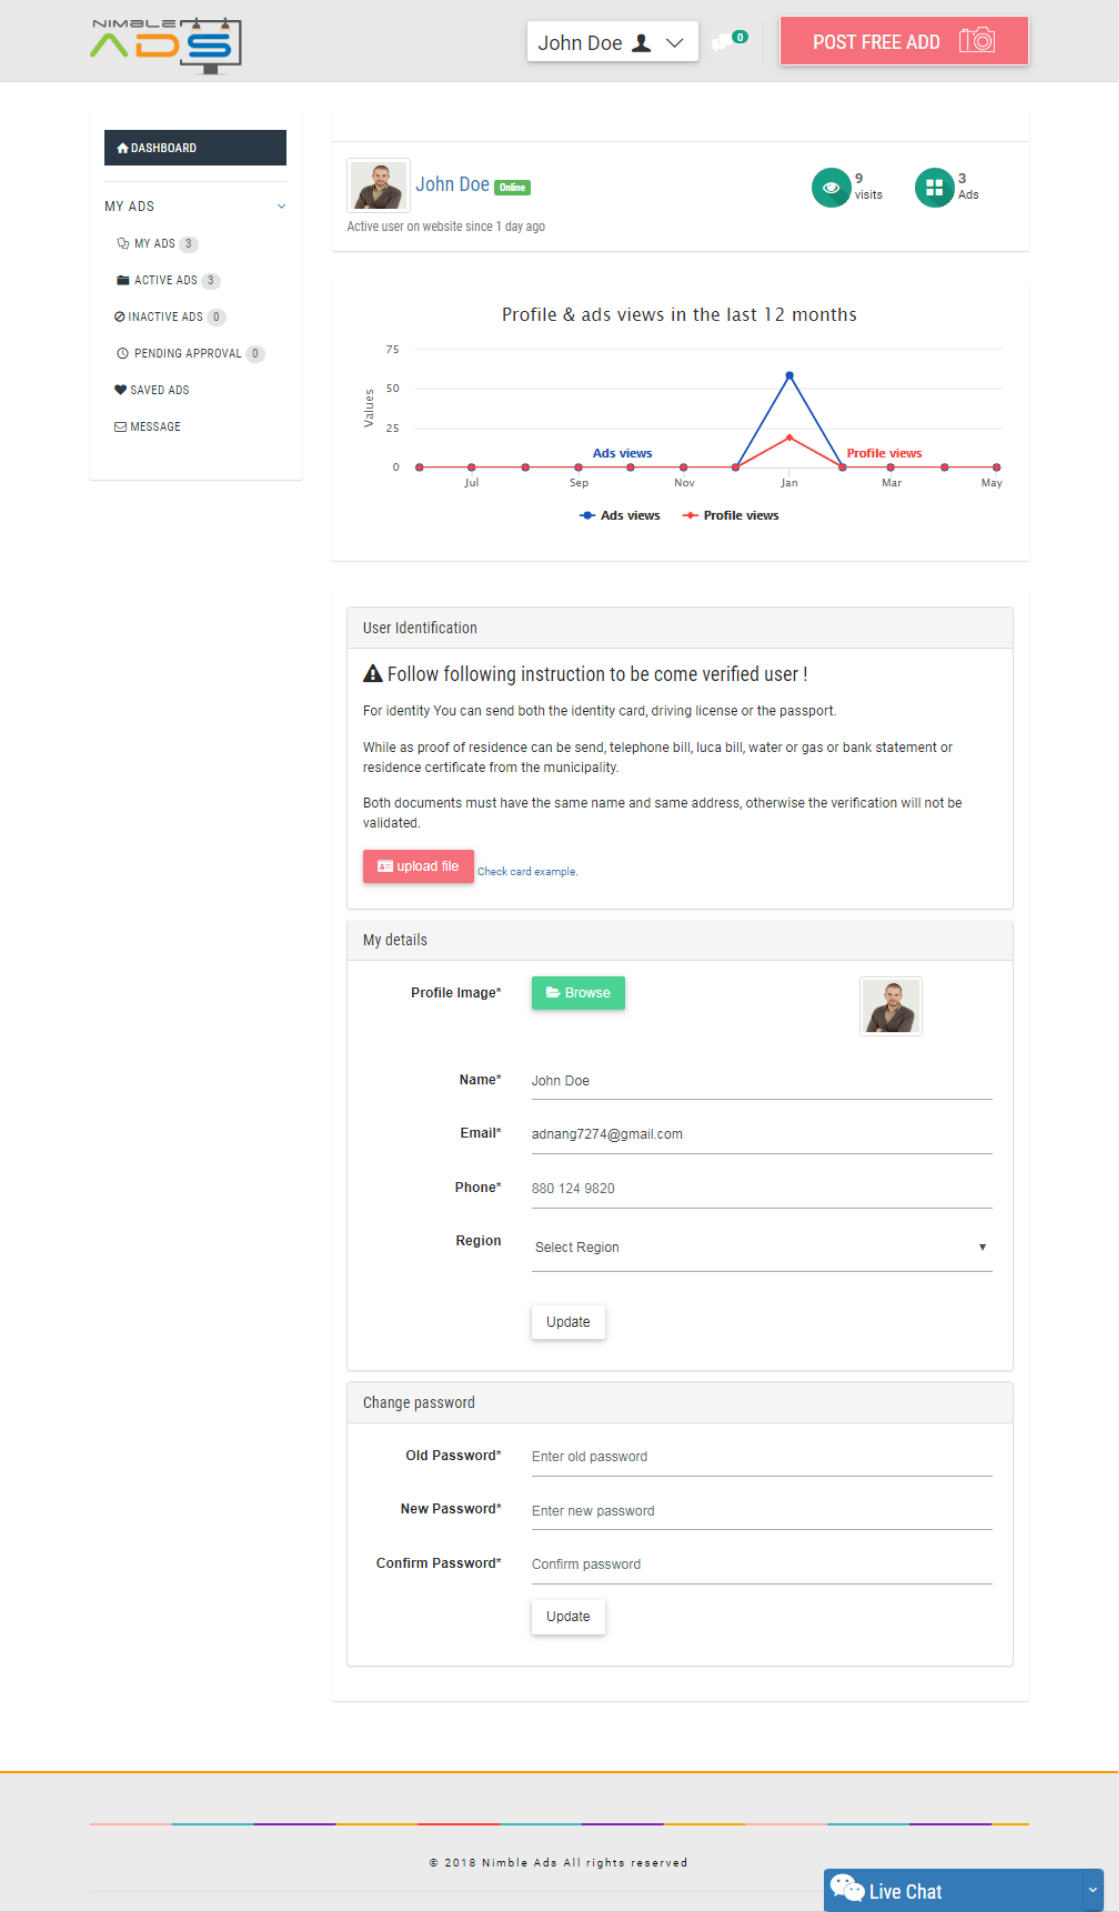 NIMBLE
ADS
John Doe
0
POST FREE ADD
DASHBOARD
MY ADS
MY ADS 3
ACTIVE ADS 3
INACTIVE ADS 0
PENDING APPROVAL 0
SAVED ADS
MESSAGE
John Doe Online
Active user on website since 1 day ago
9
visits
3
Ads
Profile & ads views in the last 12 months
Values
75
50
25
0
Ads views
Profile views
Jul
Sep
Nov
Jan
Mar
May
Ads views
Profile views
User Identification
Follow following instruction to be come verified user !
For identity You can send both the identity card, driving license or the passport.
While as proof of residence can be send, telephone bill, luca bill, water or gas or bank statement or
residence certificate from the municipality.
Both documents must have the same name and same address, otherwise the verification will not be
validated.
upload file
Check card example.
My details
Profile Image*
Browse
Name*
John Doe
Email*
adnang7274@gmail.com
Phone*
880 124 9820
Region
Select Region
Update
Change password
Old Password*
Enter old password
New Password*
Enter new password
Confirm Password*
Confirm password
Update
© 2018 Nimble Ads All rights reserved
Live Chat